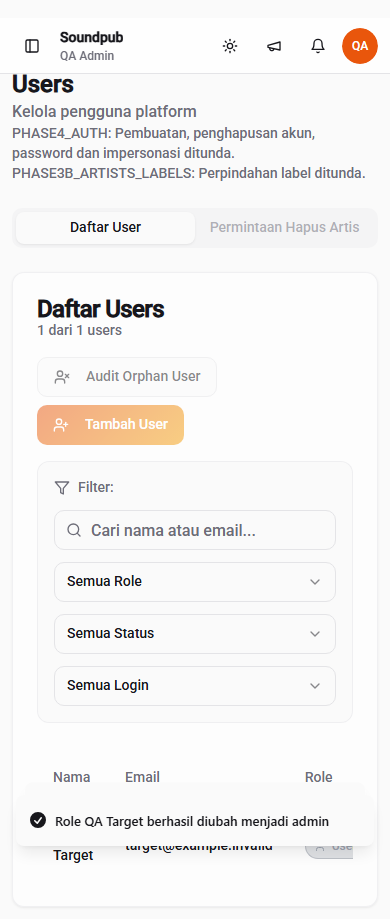 Soundpub
QA Admin
QA
Users
Kelola pengguna platform
PHASE4_AUTH: Pembuatan, penghapusan akun,
password dan impersonasi ditunda.
PHASE3B_ARTISTS_LABELS: Perpindahan label ditunda.
Daftar User
Permintaan Hapus Artis
Daftar Users
1 dari 1 users
Audit Orphan User
Tambah User
Filter:
Cari nama atau email...
Semua Role
Semua Status
Semua Login
Nama Email Role
Role QA Target berhasil diubah menjadi admin
target@example.invalid
Target